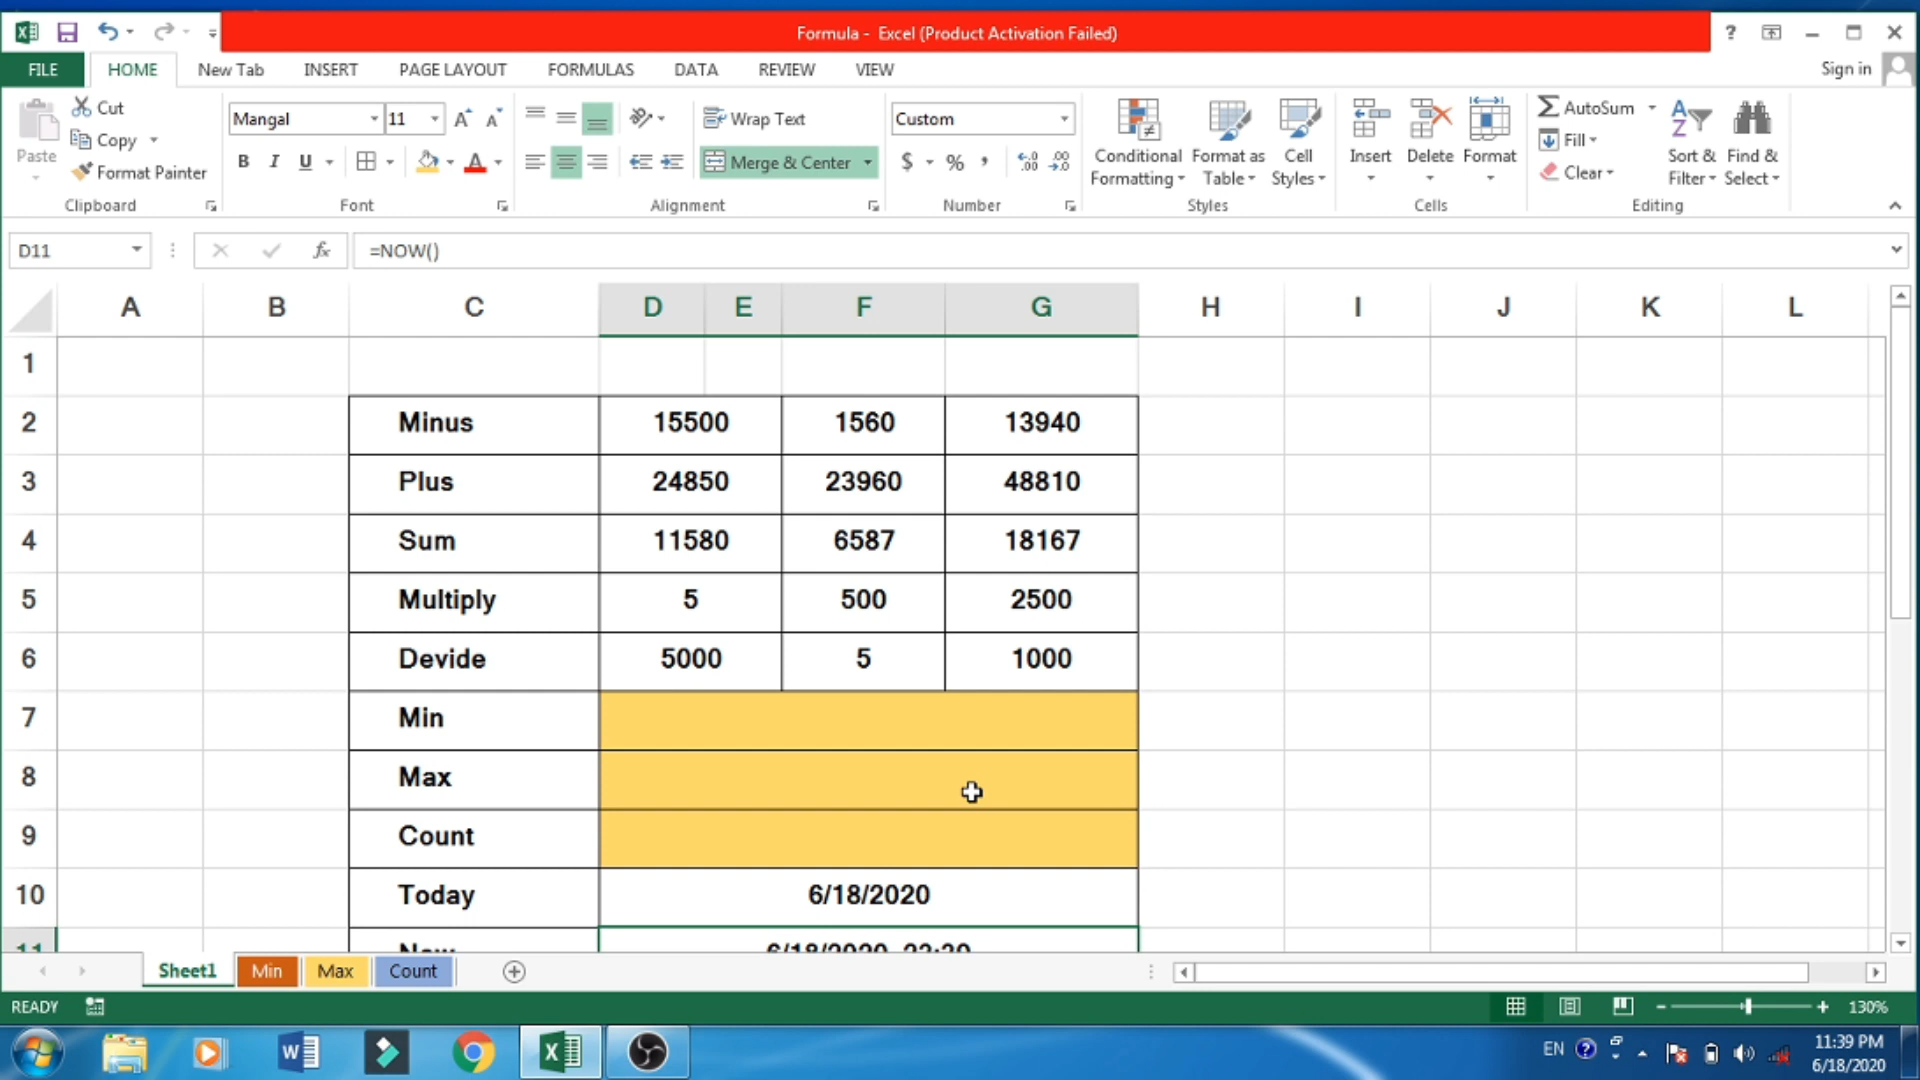 Formula - Excel (Product Activation Failed)
?
FILE HOME New Tab INSERT PAGE LAYOUT FORMULAS DATA REVIEW VIEW Sign in
Paste
Cut
Copy
Format Painter
Clipboard
Mangal 11
B I U A
Font
Wrap Text
Merge & Center
Alignment
Custom
$ % ,
Number
Conditional Formatting
Format as Table
Cell Styles
Styles
Insert Delete Format
Cells
AutoSum
Fill
Clear
Sort & Filter
Find & Select
Editing
D11 fx =NOW()
A B C D E F G H I J K L
1
2 Minus 15500 1560 13940
3 Plus 24850 23960 48810
4 Sum 11580 6587 18167
5 Multiply 5 500 2500
6 Devide 5000 5 1000
7 Min
8 Max
9 Count
10 Today 6/18/2020
11 Now 6/18/2020 23:39
Sheet1 Min Max Count
READY 130%
EN 11:39 PM
6/18/2020